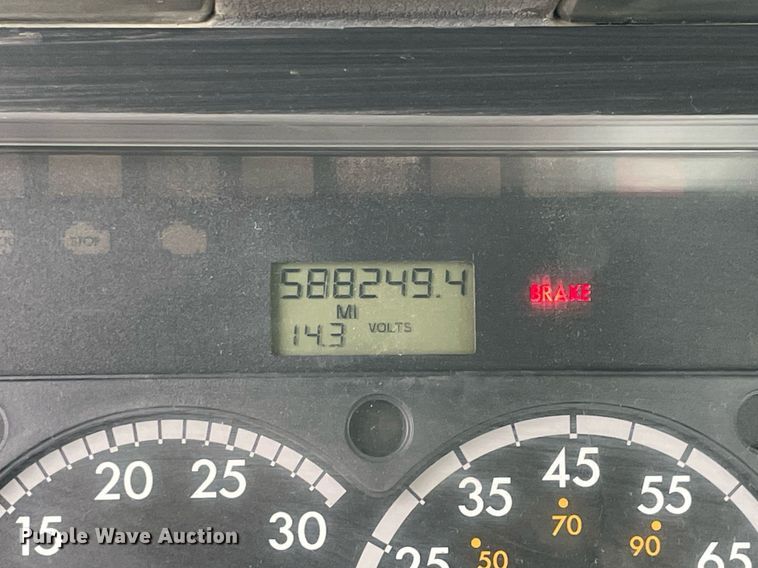 STOP
588249.4
MI
14.3 VOLTS
BRAKE
15 20 25 30
25 35 45 55 65
50 70 90
Purple Wave Auction